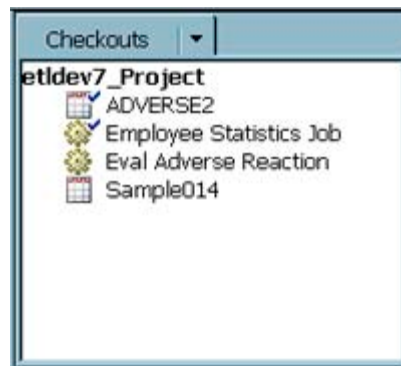 Checkouts
etldev7_Project
ADVERSE2
Employee Statistics Job
Eval Adverse Reaction
Sample014